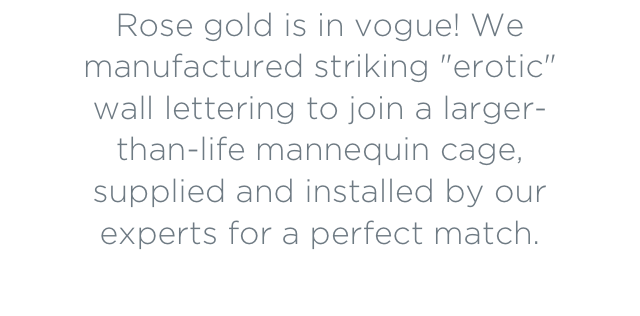 Rose gold is in vogue! We
manufactured striking "erotic"
wall lettering to join a larger-
than-life mannequin cage,
supplied and installed by our
experts for a perfect match.